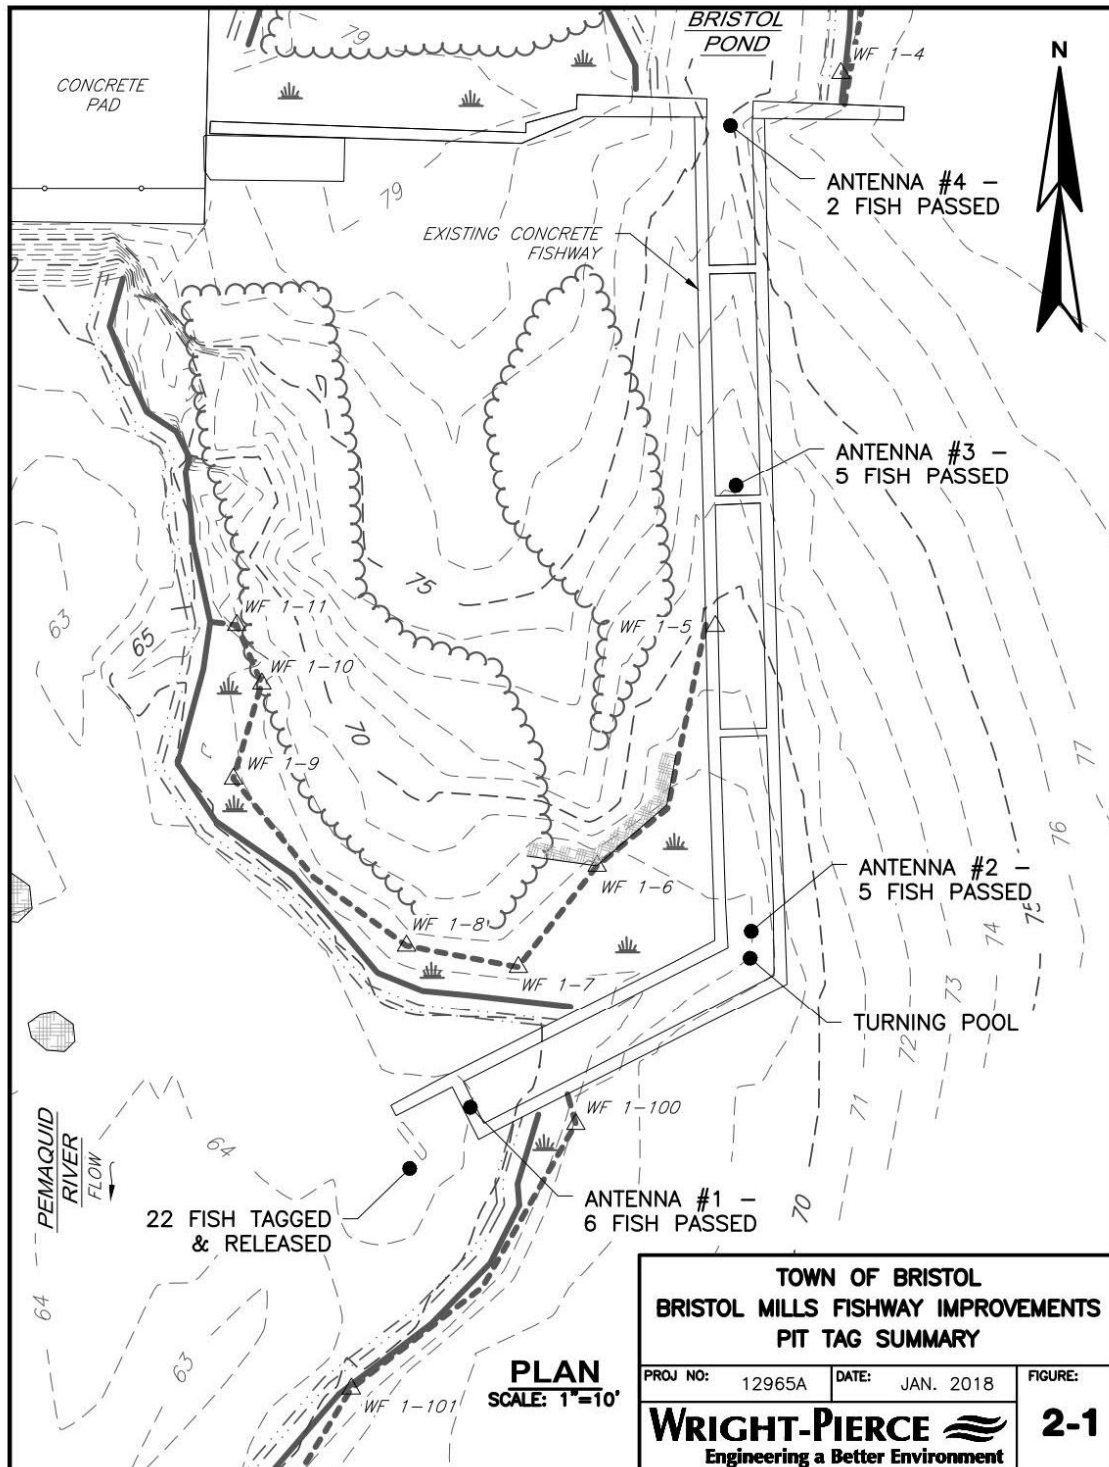 BRISTOL
POND
WF 1-4
N
79
CONCRETE
PAD
ANTENNA #4 –
2 FISH PASSED
79
EXISTING CONCRETE
FISHWAY
ANTENNA #3 –
5 FISH PASSED
75
63
65
WF 1-11
WF 1-5
WF 1-10
70
WF 1-9
77
76
ANTENNA #2 –
5 FISH PASSED
WF 1-6
75
74
WF 1-8
WF 1-7
73
TURNING POOL
72
71
WF 1-100
64
PEMAQUID
RIVER
FLOW
ANTENNA #1 –
6 FISH PASSED
70
22 FISH TAGGED
& RELEASED
64
63
WF 1-101
PLAN
SCALE: 1"=10'
TOWN OF BRISTOL
BRISTOL MILLS FISHWAY IMPROVEMENTS
PIT TAG SUMMARY
PROJ NO: 12965A
DATE: JAN. 2018
FIGURE:
2-1
WRIGHT-PIERCE
Engineering a Better Environment